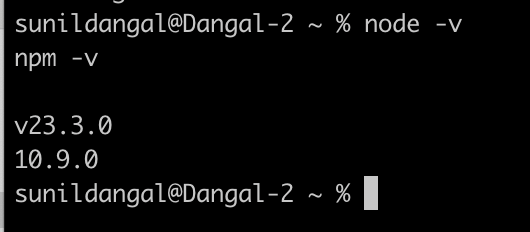 sunildangal@Dangal-2 ~ % node -v
npm -v
v23.3.0
10.9.0
sunildangal@Dangal-2 ~ %